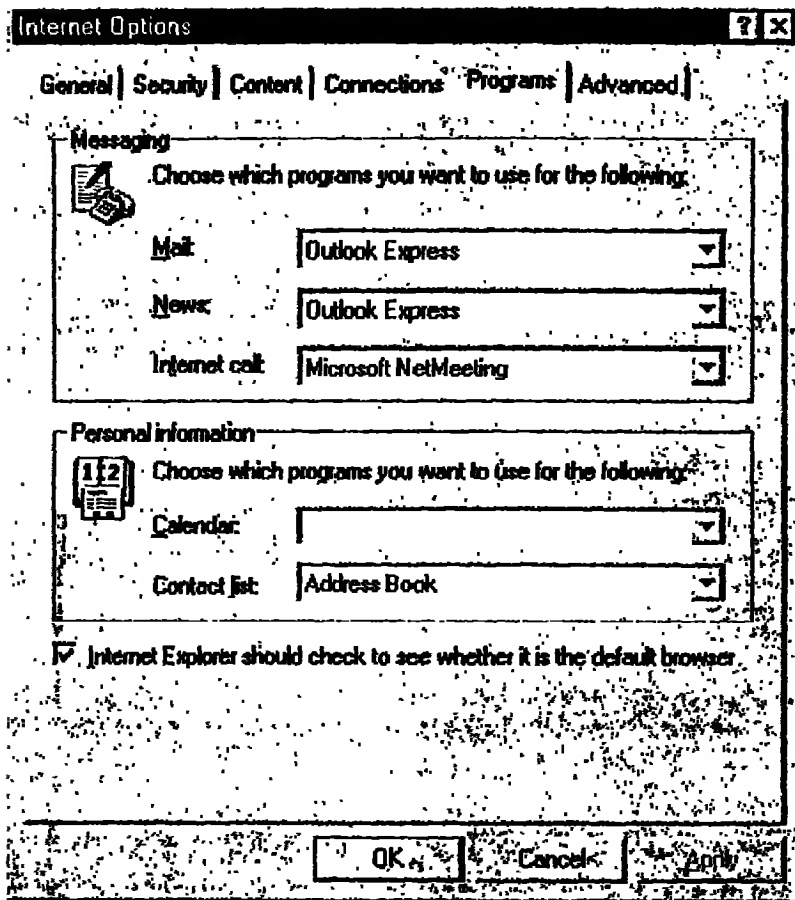 Internet Options ? X
General Security Content Connections Programs Advanced
Messaging
Choose which programs you want to use for the following:
Mail: Outlook Express
News: Outlook Express
Internet call: Microsoft NetMeeting
Personal information
12 Choose which programs you want to use for the following:
Calendar:
Contact list: Address Book
Internet Explorer should check to see whether it is the default browser
OK Cancel Apply